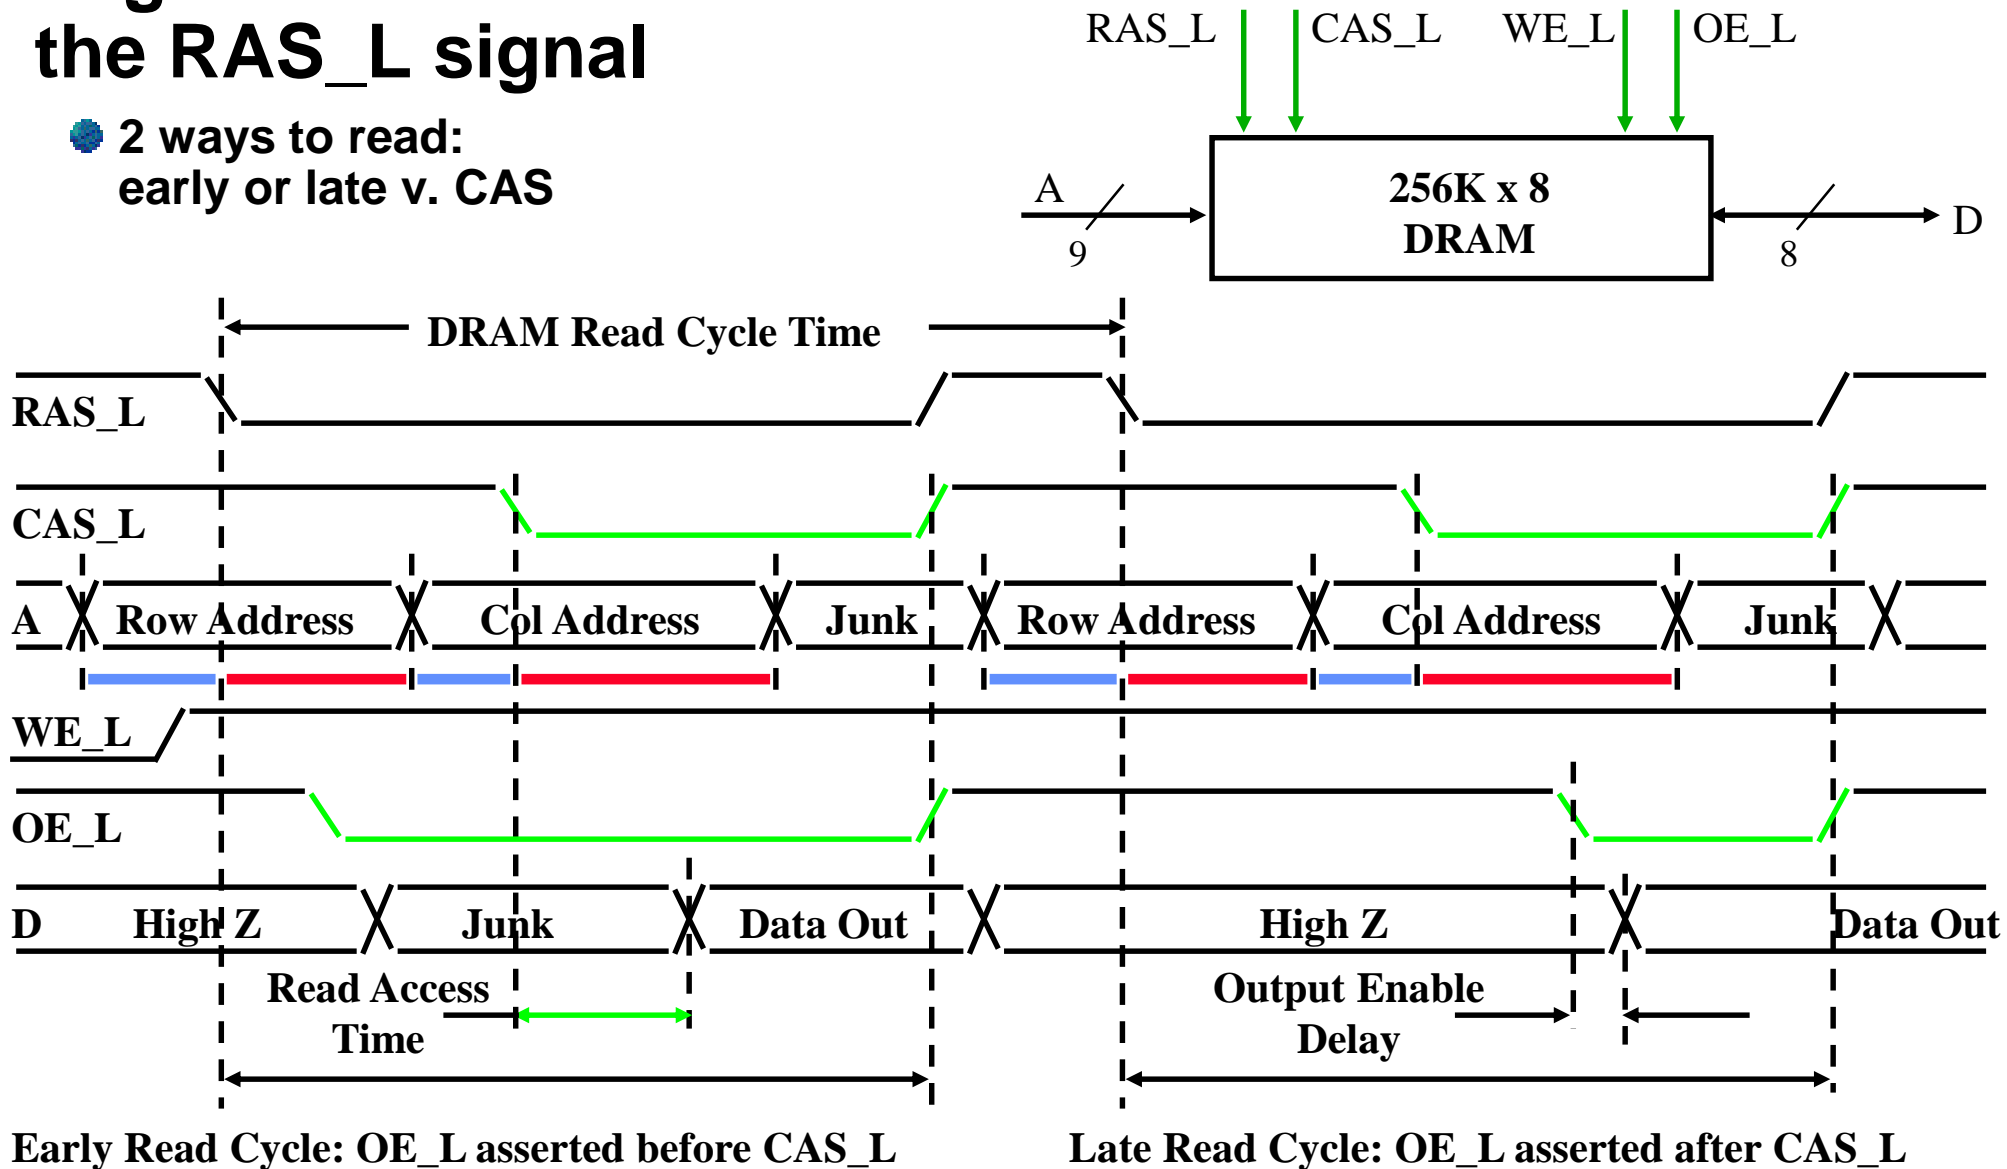 the RAS_L signal
2 ways to read:
early or late v. CAS
RAS_L
CAS_L
WE_L
OE_L
A
9
256K x 8
DRAM
8
D
DRAM Read Cycle Time
RAS_L
CAS_L
A
Row Address
Col Address
Junk
Row Address
Col Address
Junk
WE_L
OE_L
D
High Z
Junk
Data Out
High Z
Data Out
Read Access
Time
Output Enable
Delay
Early Read Cycle: OE_L asserted before CAS_L
Late Read Cycle: OE_L asserted after CAS_L